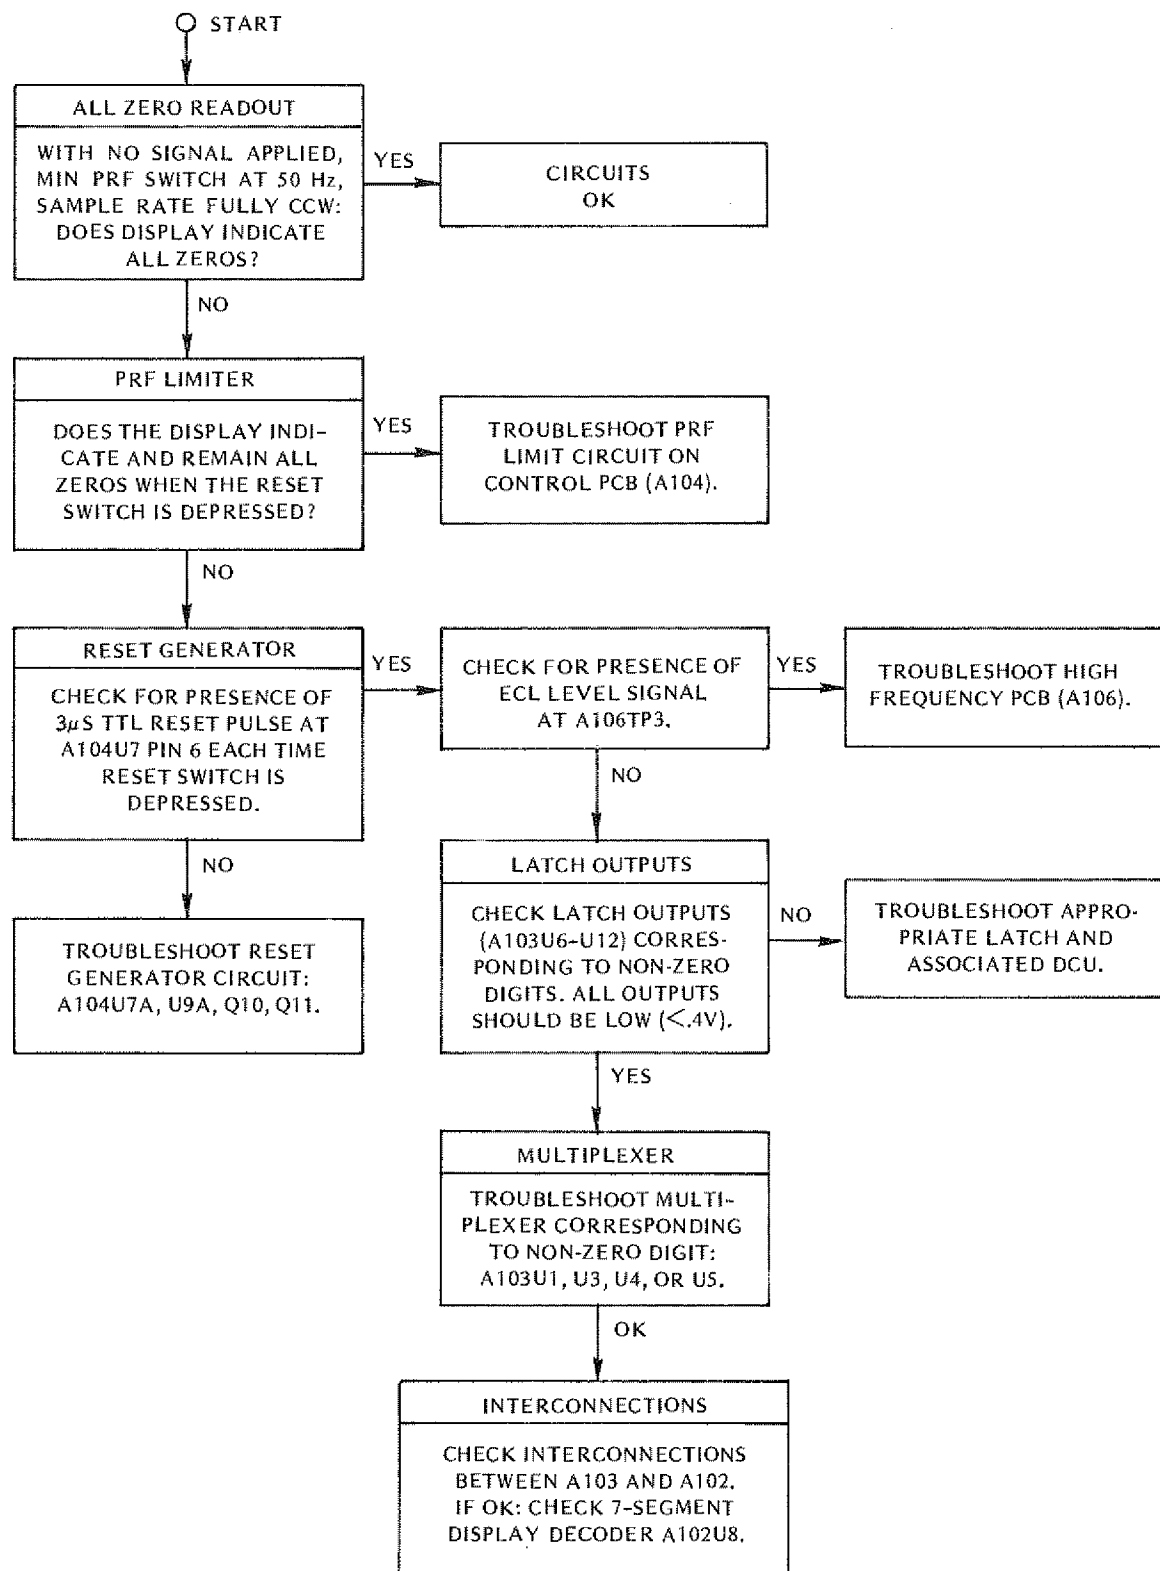 START
ALL ZERO READOUT
WITH NO SIGNAL APPLIED,
MIN PRF SWITCH AT 50 Hz,
SAMPLE RATE FULLY CCW:
DOES DISPLAY INDICATE
ALL ZEROS?
YES
CIRCUITS
OK
NO
PRF LIMITER
DOES THE DISPLAY INDI-
CATE AND REMAIN ALL
ZEROS WHEN THE RESET
SWITCH IS DEPRESSED?
YES
TROUBLESHOOT PRF
LIMIT CIRCUIT ON
CONTROL PCB (A104).
NO
RESET GENERATOR
CHECK FOR PRESENCE OF
3μS TTL RESET PULSE AT
A104U7 PIN 6 EACH TIME
RESET SWITCH IS
DEPRESSED.
YES
CHECK FOR PRESENCE OF
ECL LEVEL SIGNAL
AT A106TP3.
YES
TROUBLESHOOT HIGH
FREQUENCY PCB (A106).
NO
NO
TROUBLESHOOT RESET
GENERATOR CIRCUIT:
A104U7A, U9A, Q10, Q11.
LATCH OUTPUTS
CHECK LATCH OUTPUTS
(A103U6-U12) CORRES-
PONDING TO NON-ZERO
DIGITS. ALL OUTPUTS
SHOULD BE LOW (<.4V).
NO
TROUBLESHOOT APPRO-
PRIATE LATCH AND
ASSOCIATED DCU.
YES
MULTIPLEXER
TROUBLESHOOT MULTI-
PLEXER CORRESPONDING
TO NON-ZERO DIGIT:
A103U1, U3, U4, OR U5.
OK
INTERCONNECTIONS
CHECK INTERCONNECTIONS
BETWEEN A103 AND A102.
IF OK: CHECK 7-SEGMENT
DISPLAY DECODER A102U8.